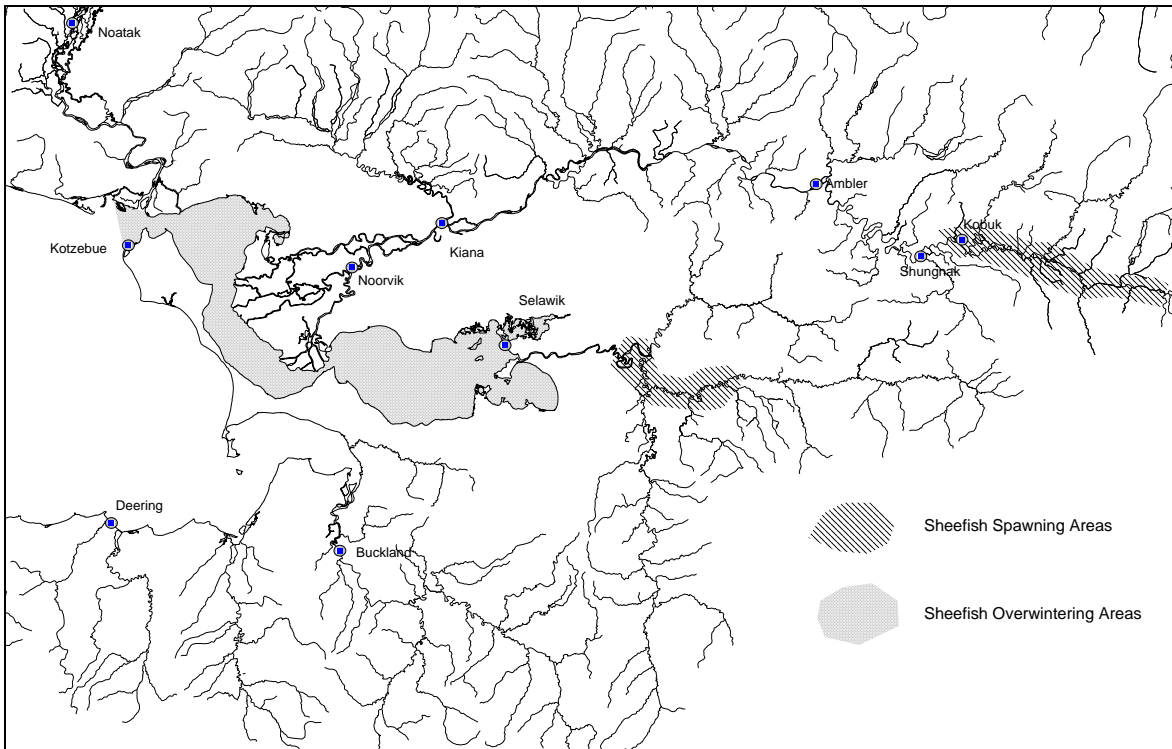 Noatak
Ambler
Kobuk
Kotzebue
Kiana
Shungnak
Noorvik
Selawik
Deering
Sheefish Spawning Areas
Buckland
Sheefish Overwintering Areas